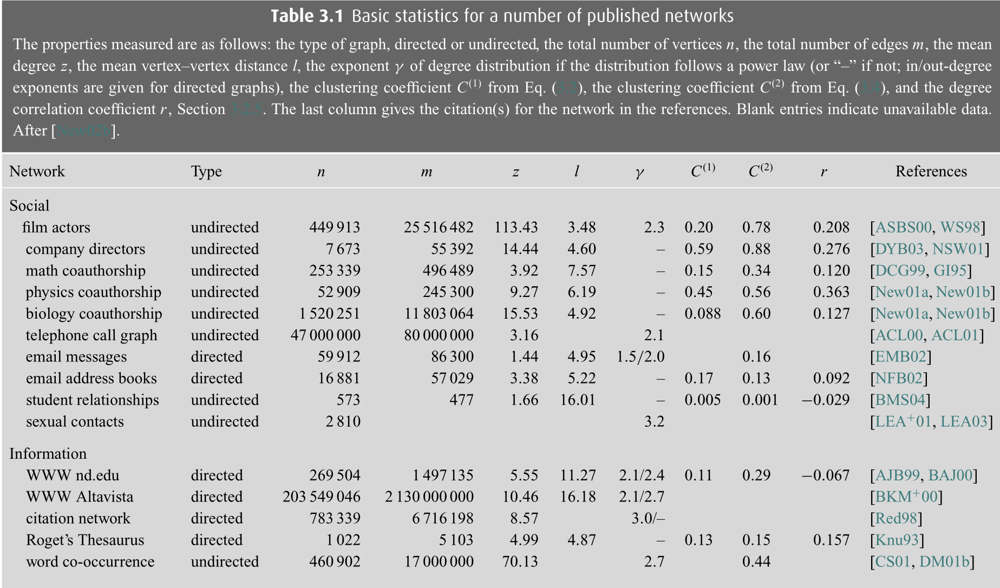 Table 3.1 Basic statistics for a number of published networks
The properties measured are as follows: the type of graph, directed or undirected, the total number of vertices n, the total number of edges m, the mean
degree z, the mean vertex–vertex distance l, the exponent γ of degree distribution if the distribution follows a power law (or “–” if not; in/out-degree
exponents are given for directed graphs), the clustering coefficient C(1) from Eq. (3.2), the clustering coefficient C(2) from Eq. (3.4), and the degree
correlation coefficient r, Section 3.2.5. The last column gives the citation(s) for the network in the references. Blank entries indicate unavailable data.
After [New02b].
Network Type n m z l γ C(1) C(2) r References
Social
film actors undirected 449 913 25 516 482 113.43 3.48 2.3 0.20 0.78 0.208 [ASBS00, WS98]
company directors undirected 7 673 55 392 14.44 4.60 – 0.59 0.88 0.276 [DYB03, NSW01]
math coauthorship undirected 253 339 496 489 3.92 7.57 – 0.15 0.34 0.120 [DCG99, GI95]
physics coauthorship undirected 52 909 245 300 9.27 6.19 – 0.45 0.56 0.363 [New01a, New01b]
biology coauthorship undirected 1 520 251 11 803 064 15.53 4.92 – 0.088 0.60 0.127 [New01a, New01b]
telephone call graph undirected 47 000 000 80 000 000 3.16 2.1 [ACL00, ACL01]
email messages directed 59 912 86 300 1.44 4.95 1.5/2.0 0.16 [EMB02]
email address books directed 16 881 57 029 3.38 5.22 – 0.17 0.13 0.092 [NFB02]
student relationships undirected 573 477 1.66 16.01 – 0.005 0.001 −0.029 [BMS04]
sexual contacts undirected 2 810 3.2 [LEA+01, LEA03]
Information
WWW nd.edu directed 269 504 1 497 135 5.55 11.27 2.1/2.4 0.11 0.29 −0.067 [AJB99, BAJ00]
WWW Altavista directed 203 549 046 2 130 000 000 10.46 16.18 2.1/2.7 [BKM+00]
citation network directed 783 339 6 716 198 8.57 3.0/– [Red98]
Roget’s Thesaurus directed 1 022 5 103 4.99 4.87 – 0.13 0.15 0.157 [Knu93]
word co-occurrence undirected 460 902 17 000 000 70.13 2.7 0.44 [CS01, DM01b]